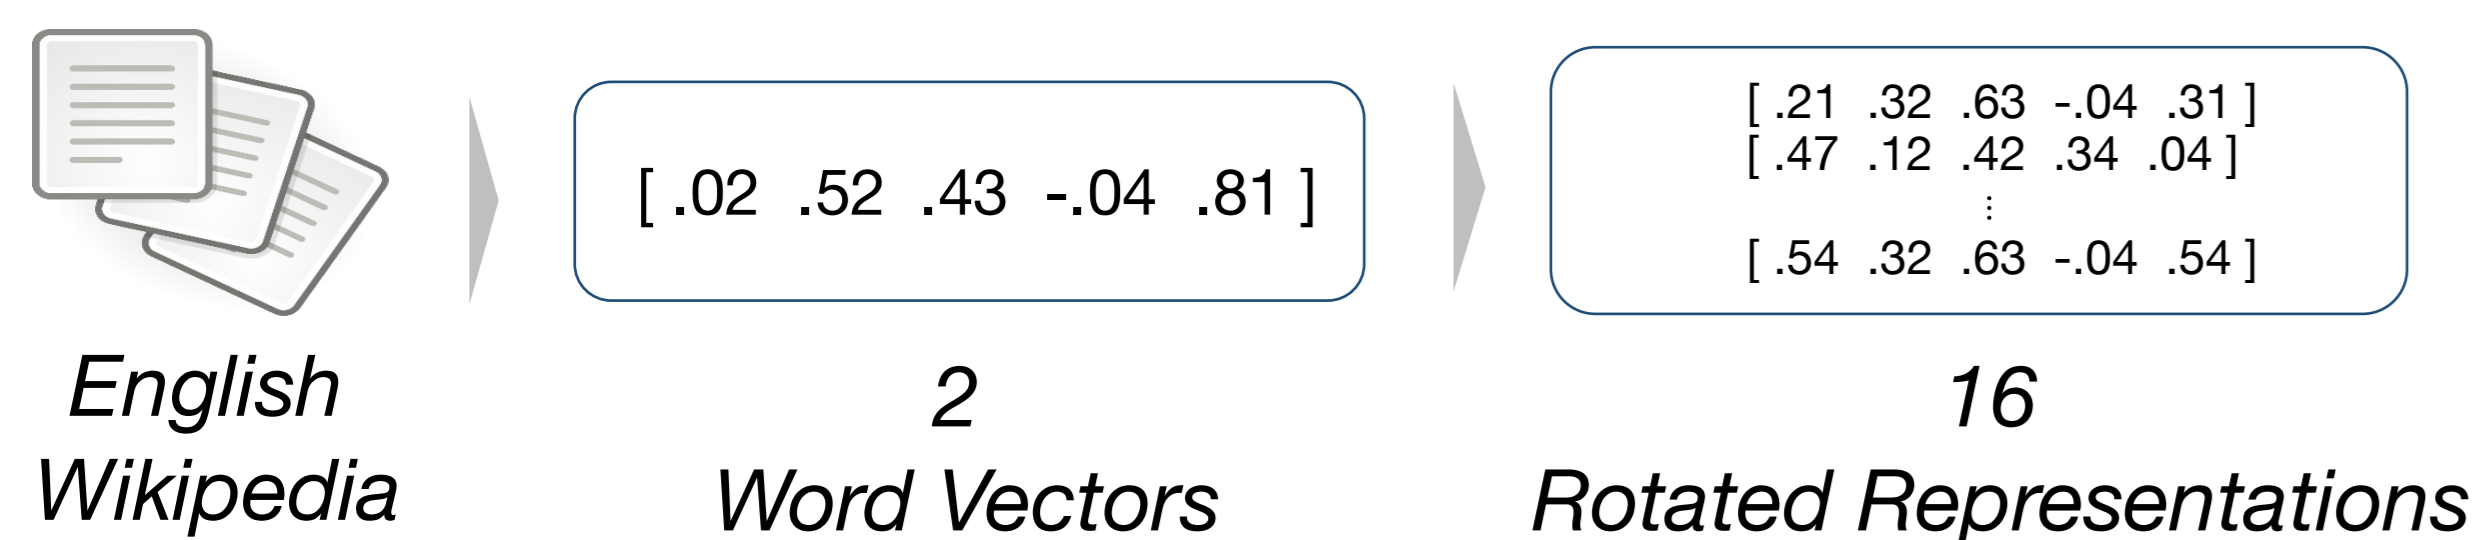 [ .02 .52 .43 -.04 .81 ]
[ .21 .32 .63 -.04 .31 ]
[ .47 .12 .42 .34 .04 ]
⋮
[ .54 .32 .63 -.04 .54 ]
English
Wikipedia
2
Word Vectors
16
Rotated Representations